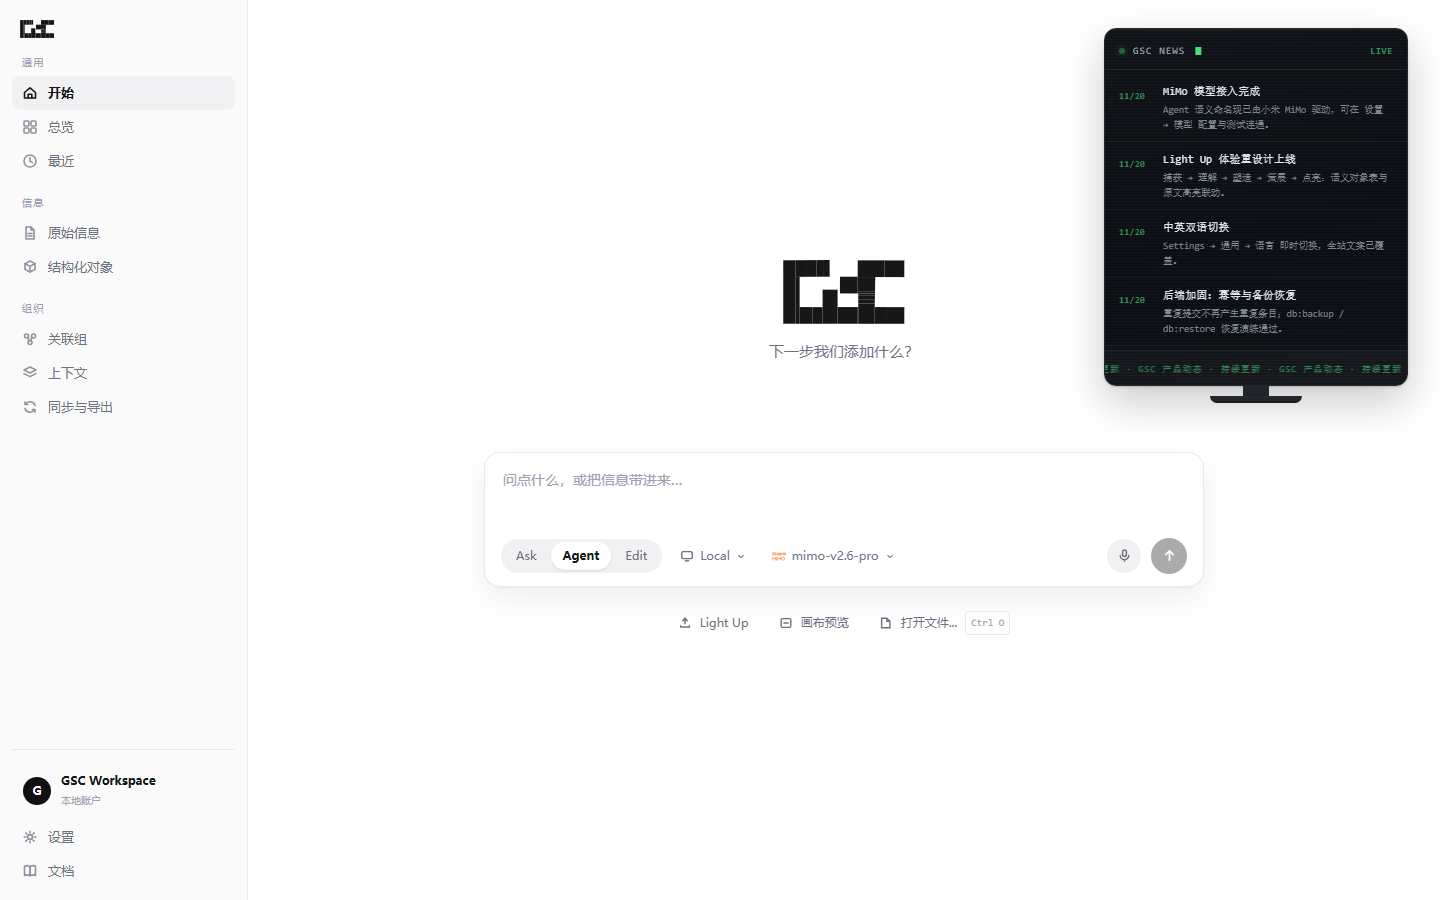 GSC
通用
开始
总览
最近
信息
原始信息
结构化对象
组织
关联组
上下文
同步与导出
GSC Workspace
G
本地账户
设置
文档
GSC
下一步我们添加什么？
问点什么，或把信息带进来...
Ask Agent Edit Local mimo-v2.6-pro
Light Up 画布预览 打开文件... Ctrl O
GSC NEWS LIVE
11/20 MiMo 模型接入完成
Agent 语义命名现已由小米 MiMo 驱动，可在 设置
→ 模型 配置与测试连通。
11/20 Light Up 体验重设计上线
捕获 → 理解 → 塑造 → 策展 → 点亮；语义对象表与
原文高亮联动。
11/20 中英双语切换
Settings → 通用 → 语言 即时切换，全站文案已覆
盖。
11/20 后端加固：幂等与备份恢复
重复提交不再产生重复条目；db:backup /
db:restore 恢复演练通过。
更新 · GSC 产品动态 · 持续更新 · GSC 产品动态 · 持续更新